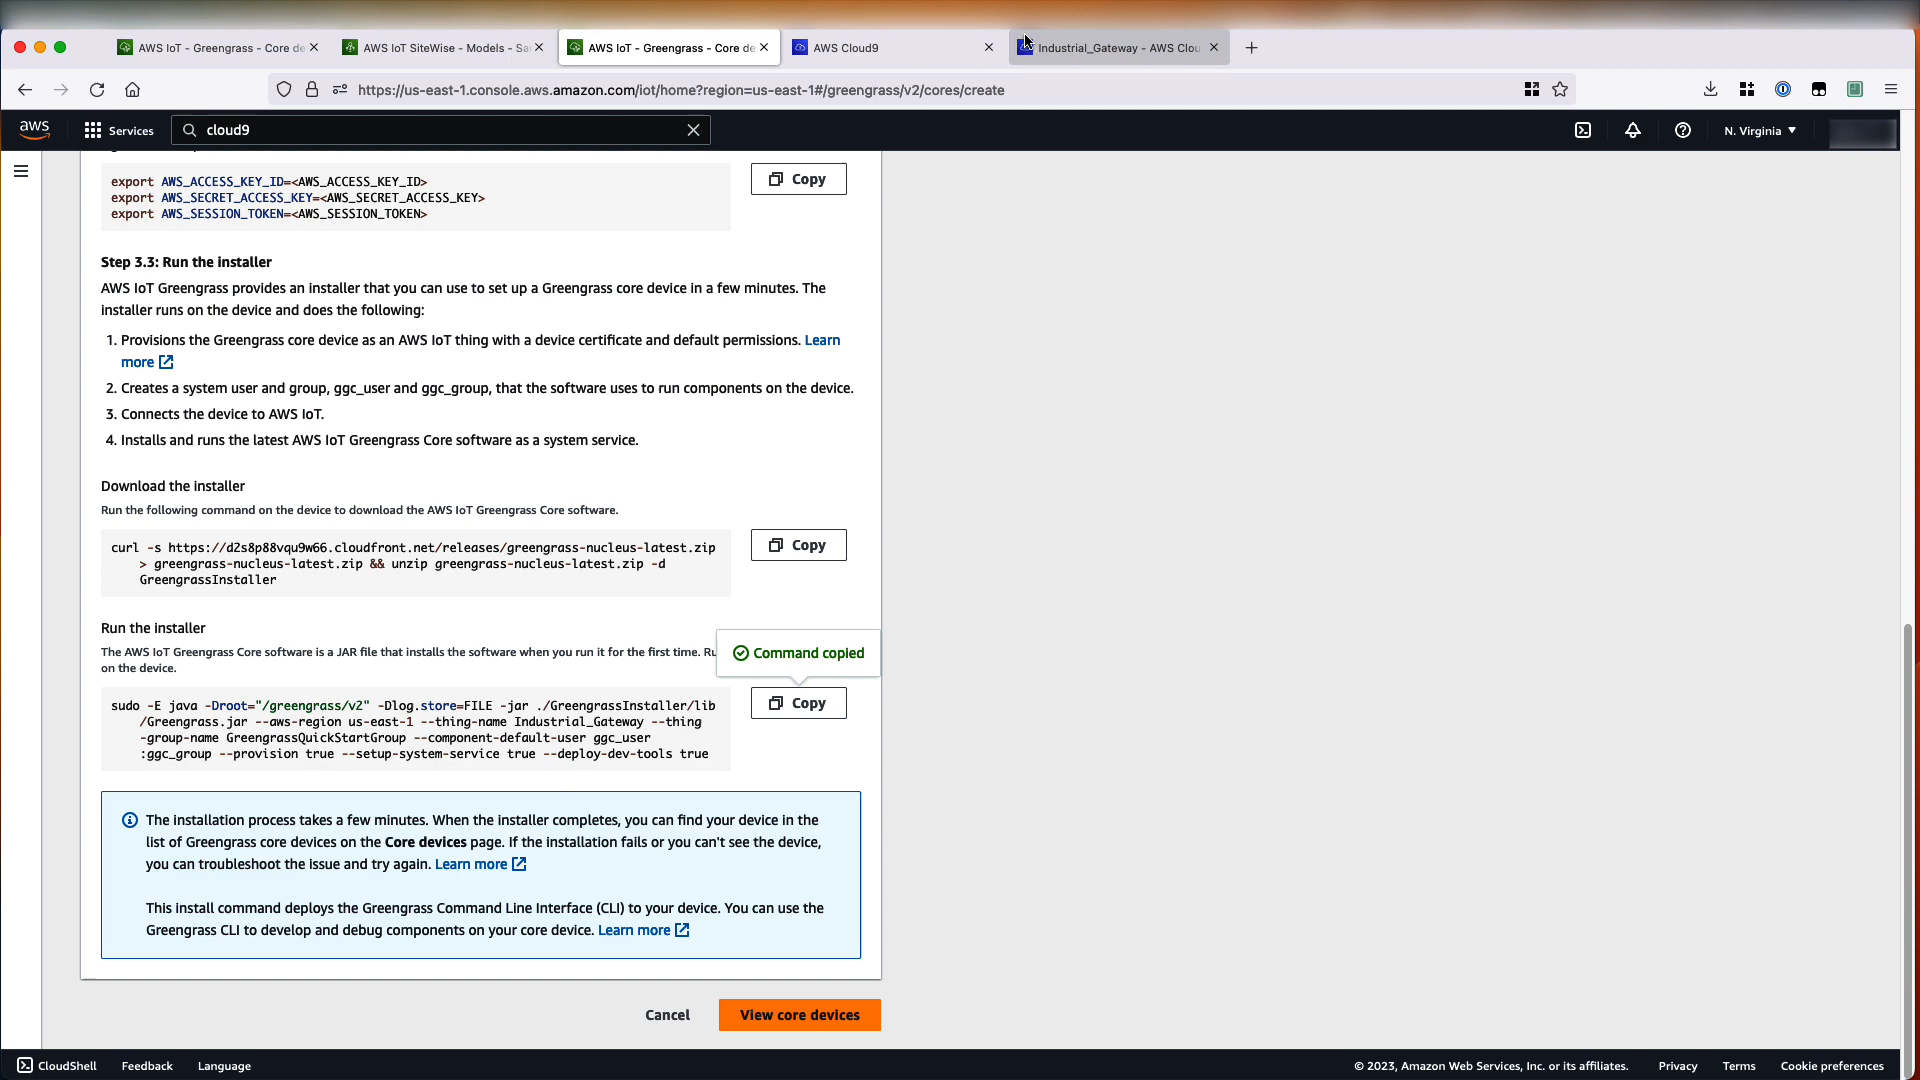 AWS IoT - Greengrass - Core de
AWS IoT SiteWise - Models - Sa
AWS IoT - Greengrass - Core de
AWS Cloud9
Industrial_Gateway - AWS Clou
https://us-east-1.console.aws.amazon.com/iot/home?region=us-east-1#/greengrass/v2/cores/create
aws
Services
cloud9
N. Virginia
export AWS_ACCESS_KEY_ID=<AWS_ACCESS_KEY_ID>
export AWS_SECRET_ACCESS_KEY=<AWS_SECRET_ACCESS_KEY>
export AWS_SESSION_TOKEN=<AWS_SESSION_TOKEN>
Copy
Step 3.3: Run the installer
AWS IoT Greengrass provides an installer that you can use to set up a Greengrass core device in a few minutes. The
installer runs on the device and does the following:
1. Provisions the Greengrass core device as an AWS IoT thing with a device certificate and default permissions. Learn
more
2. Creates a system user and group, ggc_user and ggc_group, that the software uses to run components on the device.
3. Connects the device to AWS IoT.
4. Installs and runs the latest AWS IoT Greengrass Core software as a system service.
Download the installer
Run the following command on the device to download the AWS IoT Greengrass Core software.
curl -s https://d2s8p88vqu9w66.cloudfront.net/releases/greengrass-nucleus-latest.zip
> greengrass-nucleus-latest.zip && unzip greengrass-nucleus-latest.zip -d
GreengrassInstaller
Copy
Run the installer
The AWS IoT Greengrass Core software is a JAR file that installs the software when you run it for the first time. Ru
on the device.
Command copied
sudo -E java -Droot="/greengrass/v2" -Dlog.store=FILE -jar ./GreengrassInstaller/lib
/Greengrass.jar --aws-region us-east-1 --thing-name Industrial_Gateway --thing
-group-name GreengrassQuickStartGroup --component-default-user ggc_user
:ggc_group --provision true --setup-system-service true --deploy-dev-tools true
Copy
The installation process takes a few minutes. When the installer completes, you can find your device in the
list of Greengrass core devices on the Core devices page. If the installation fails or you can't see the device,
you can troubleshoot the issue and try again. Learn more
This install command deploys the Greengrass Command Line Interface (CLI) to your device. You can use the
Greengrass CLI to develop and debug components on your core device. Learn more
Cancel
View core devices
CloudShell
Feedback
Language
© 2023, Amazon Web Services, Inc. or its affiliates.
Privacy
Terms
Cookie preferences